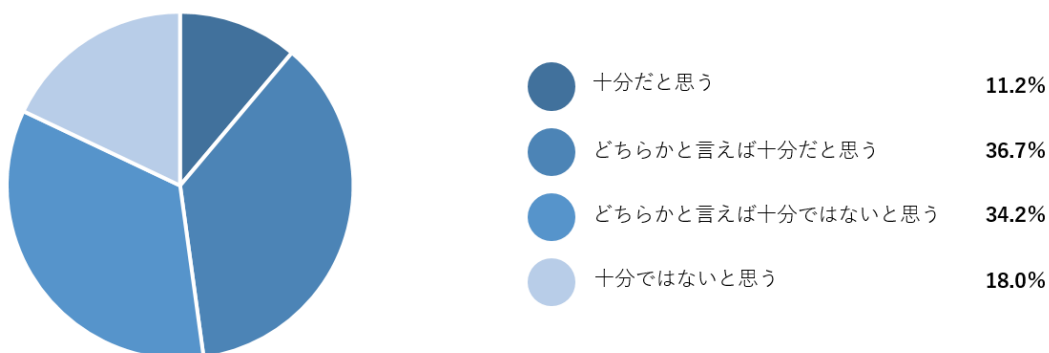 十分だと思う 11.2%
どちらかと言えば十分だと思う 36.7%
どちらかと言えば十分ではないと思う 34.2%
十分ではないと思う 18.0%